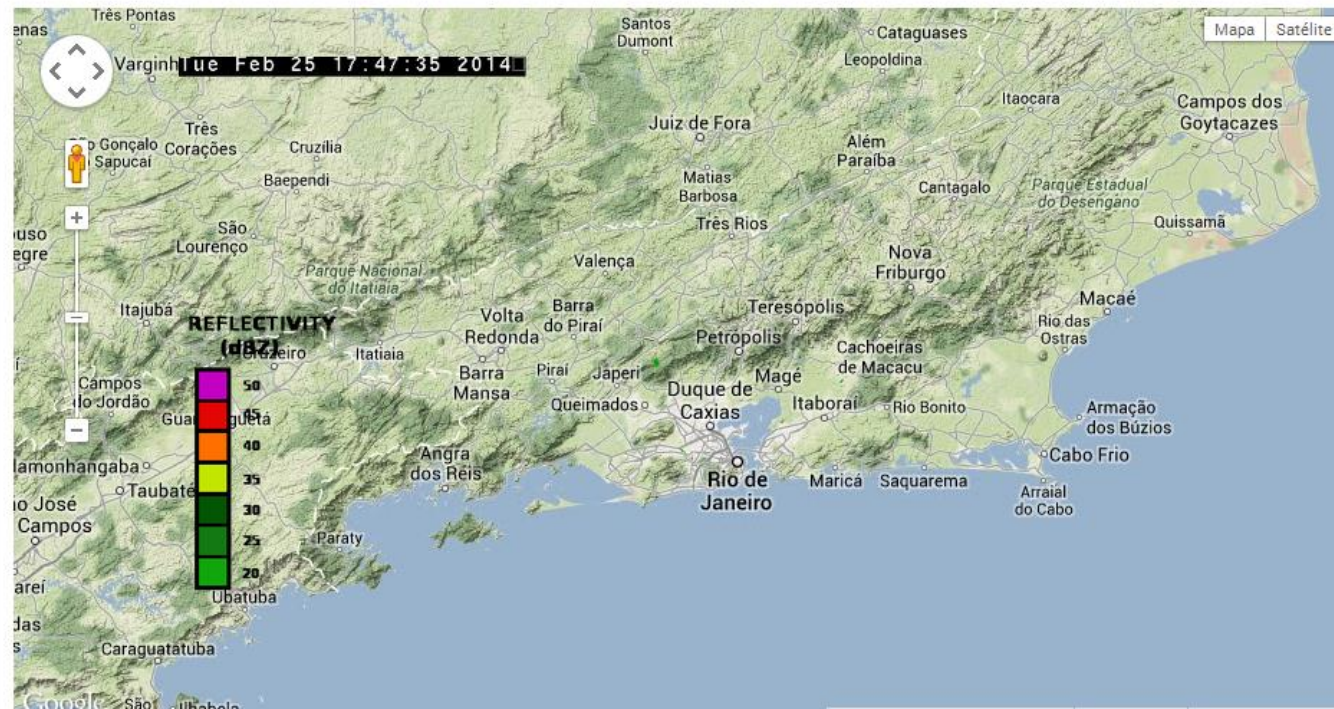 Três Pontas
Santos
Dumont
Cataguases
Mapa
Satélite
Leopoldina
Tue Feb 25 17:47:35 2014
Itaocara
Campos dos
Goytacazes
Três
Corações
Gonçalo
Sapucaí
Cruzília
Juiz de Fora
Além
Paraíba
Baependi
Matias
Barbosa
Cantagalo
Parque Estadual
do Desengano
São
Lourenço
Três Rios
Quissamã
Valença
Nova
Friburgo
Parque Nacional
do Itatiaia
Itajubá
Volta
Redonda
Barra
do Piraí
Teresópolis
Macaé
REFLECTIVITY
(dBZ)
Petrópolis
Rio das
Ostras
Itatiaia
Cachoeiras
de Macacu
Campos
do Jordão
50
Barra
Mansa
Piraí
Japeri
Duque de
Caxias
Magé
45
Queimados
Itaboraí
Rio Bonito
Armação
dos Búzios
40
Angra
dos Réis
Cabo Frio
Taubaté
35
Rio de
Janeiro
Maricá
Saquarema
Arraial
do Cabo
José
Campos
30
25
Paraty
20
Ubatuba
Caraguatatuba
Google
São
Ilhabela